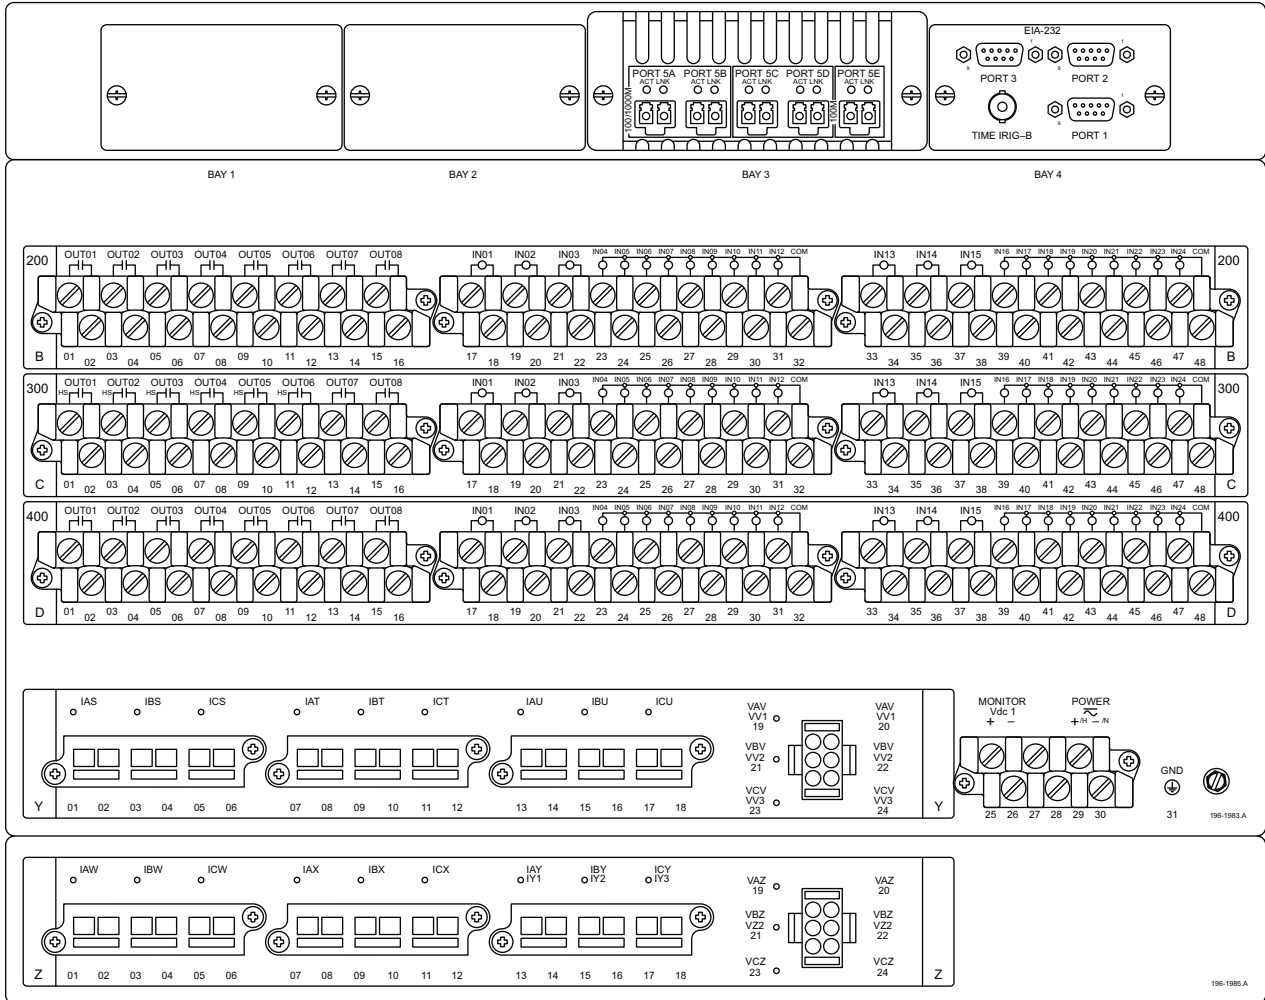 EIA-232
PORT 5A PORT 5B PORT 5C PORT 5D PORT 5E
ACT LNK ACT LNK ACT LNK ACT LNK ACT LNK
100/1000M
100M
1 1
9 9
PORT 3 PORT 2
1
9
TIME IRIG–B PORT 1
BAY 1 BAY 2 BAY 3 BAY 4
200 OUT01 OUT02 OUT03 OUT04 OUT05 OUT06 OUT07 OUT08 IN01 IN02 IN03 IN04 IN05 IN06 IN07 IN08 IN09 IN10 IN11 IN12 COM IN13 IN14 IN15 IN16 IN17 IN18 IN19 IN20 IN21 IN22 IN23 IN24 COM 200
B 01 02 03 04 05 06 07 08 09 10 11 12 13 14 15 16 17 18 19 20 21 22 23 24 25 26 27 28 29 30 31 32 33 34 35 36 37 38 39 40 41 42 43 44 45 46 47 48 B
300 OUT01 OUT02 OUT03 OUT04 OUT05 OUT06 OUT07 OUT08 IN01 IN02 IN03 IN04 IN05 IN06 IN07 IN08 IN09 IN10 IN11 IN12 COM IN13 IN14 IN15 IN16 IN17 IN18 IN19 IN20 IN21 IN22 IN23 IN24 COM 300
HS HS HS HS HS HS
C 01 02 03 04 05 06 07 08 09 10 11 12 13 14 15 16 17 18 19 20 21 22 23 24 25 26 27 28 29 30 31 32 33 34 35 36 37 38 39 40 41 42 43 44 45 46 47 48 C
400 OUT01 OUT02 OUT03 OUT04 OUT05 OUT06 OUT07 OUT08 IN01 IN02 IN03 IN04 IN05 IN06 IN07 IN08 IN09 IN10 IN11 IN12 COM IN13 IN14 IN15 IN16 IN17 IN18 IN19 IN20 IN21 IN22 IN23 IN24 COM 400
D 01 02 03 04 05 06 07 08 09 10 11 12 13 14 15 16 17 18 19 20 21 22 23 24 25 26 27 28 29 30 31 32 33 34 35 36 37 38 39 40 41 42 43 44 45 46 47 48 D
IAS IBS ICS IAT IBT ICT IAU IBU ICU
VAV VAV
VV1 VV1
19 20
VBV VBV
VV2 VV2
21 22
VCV VCV
VV3 VV3
23 24
Y 01 02 03 04 05 06 07 08 09 10 11 12 13 14 15 16 17 18 Y
MONITOR POWER
Vdc 1
+ – +/H –/N
GND
25 26 27 28 29 30 31
196-1983.A
IAW IBW ICW IAX IBX ICX IAY IBY ICY
IY1 IY2 IY3
VAZ VAZ
19 20
VBZ VBZ
VZ2 VZ2
21 22
VCZ VCZ
23 24
Z 01 02 03 04 05 06 07 08 09 10 11 12 13 14 15 16 17 18 Z
196-1985.A